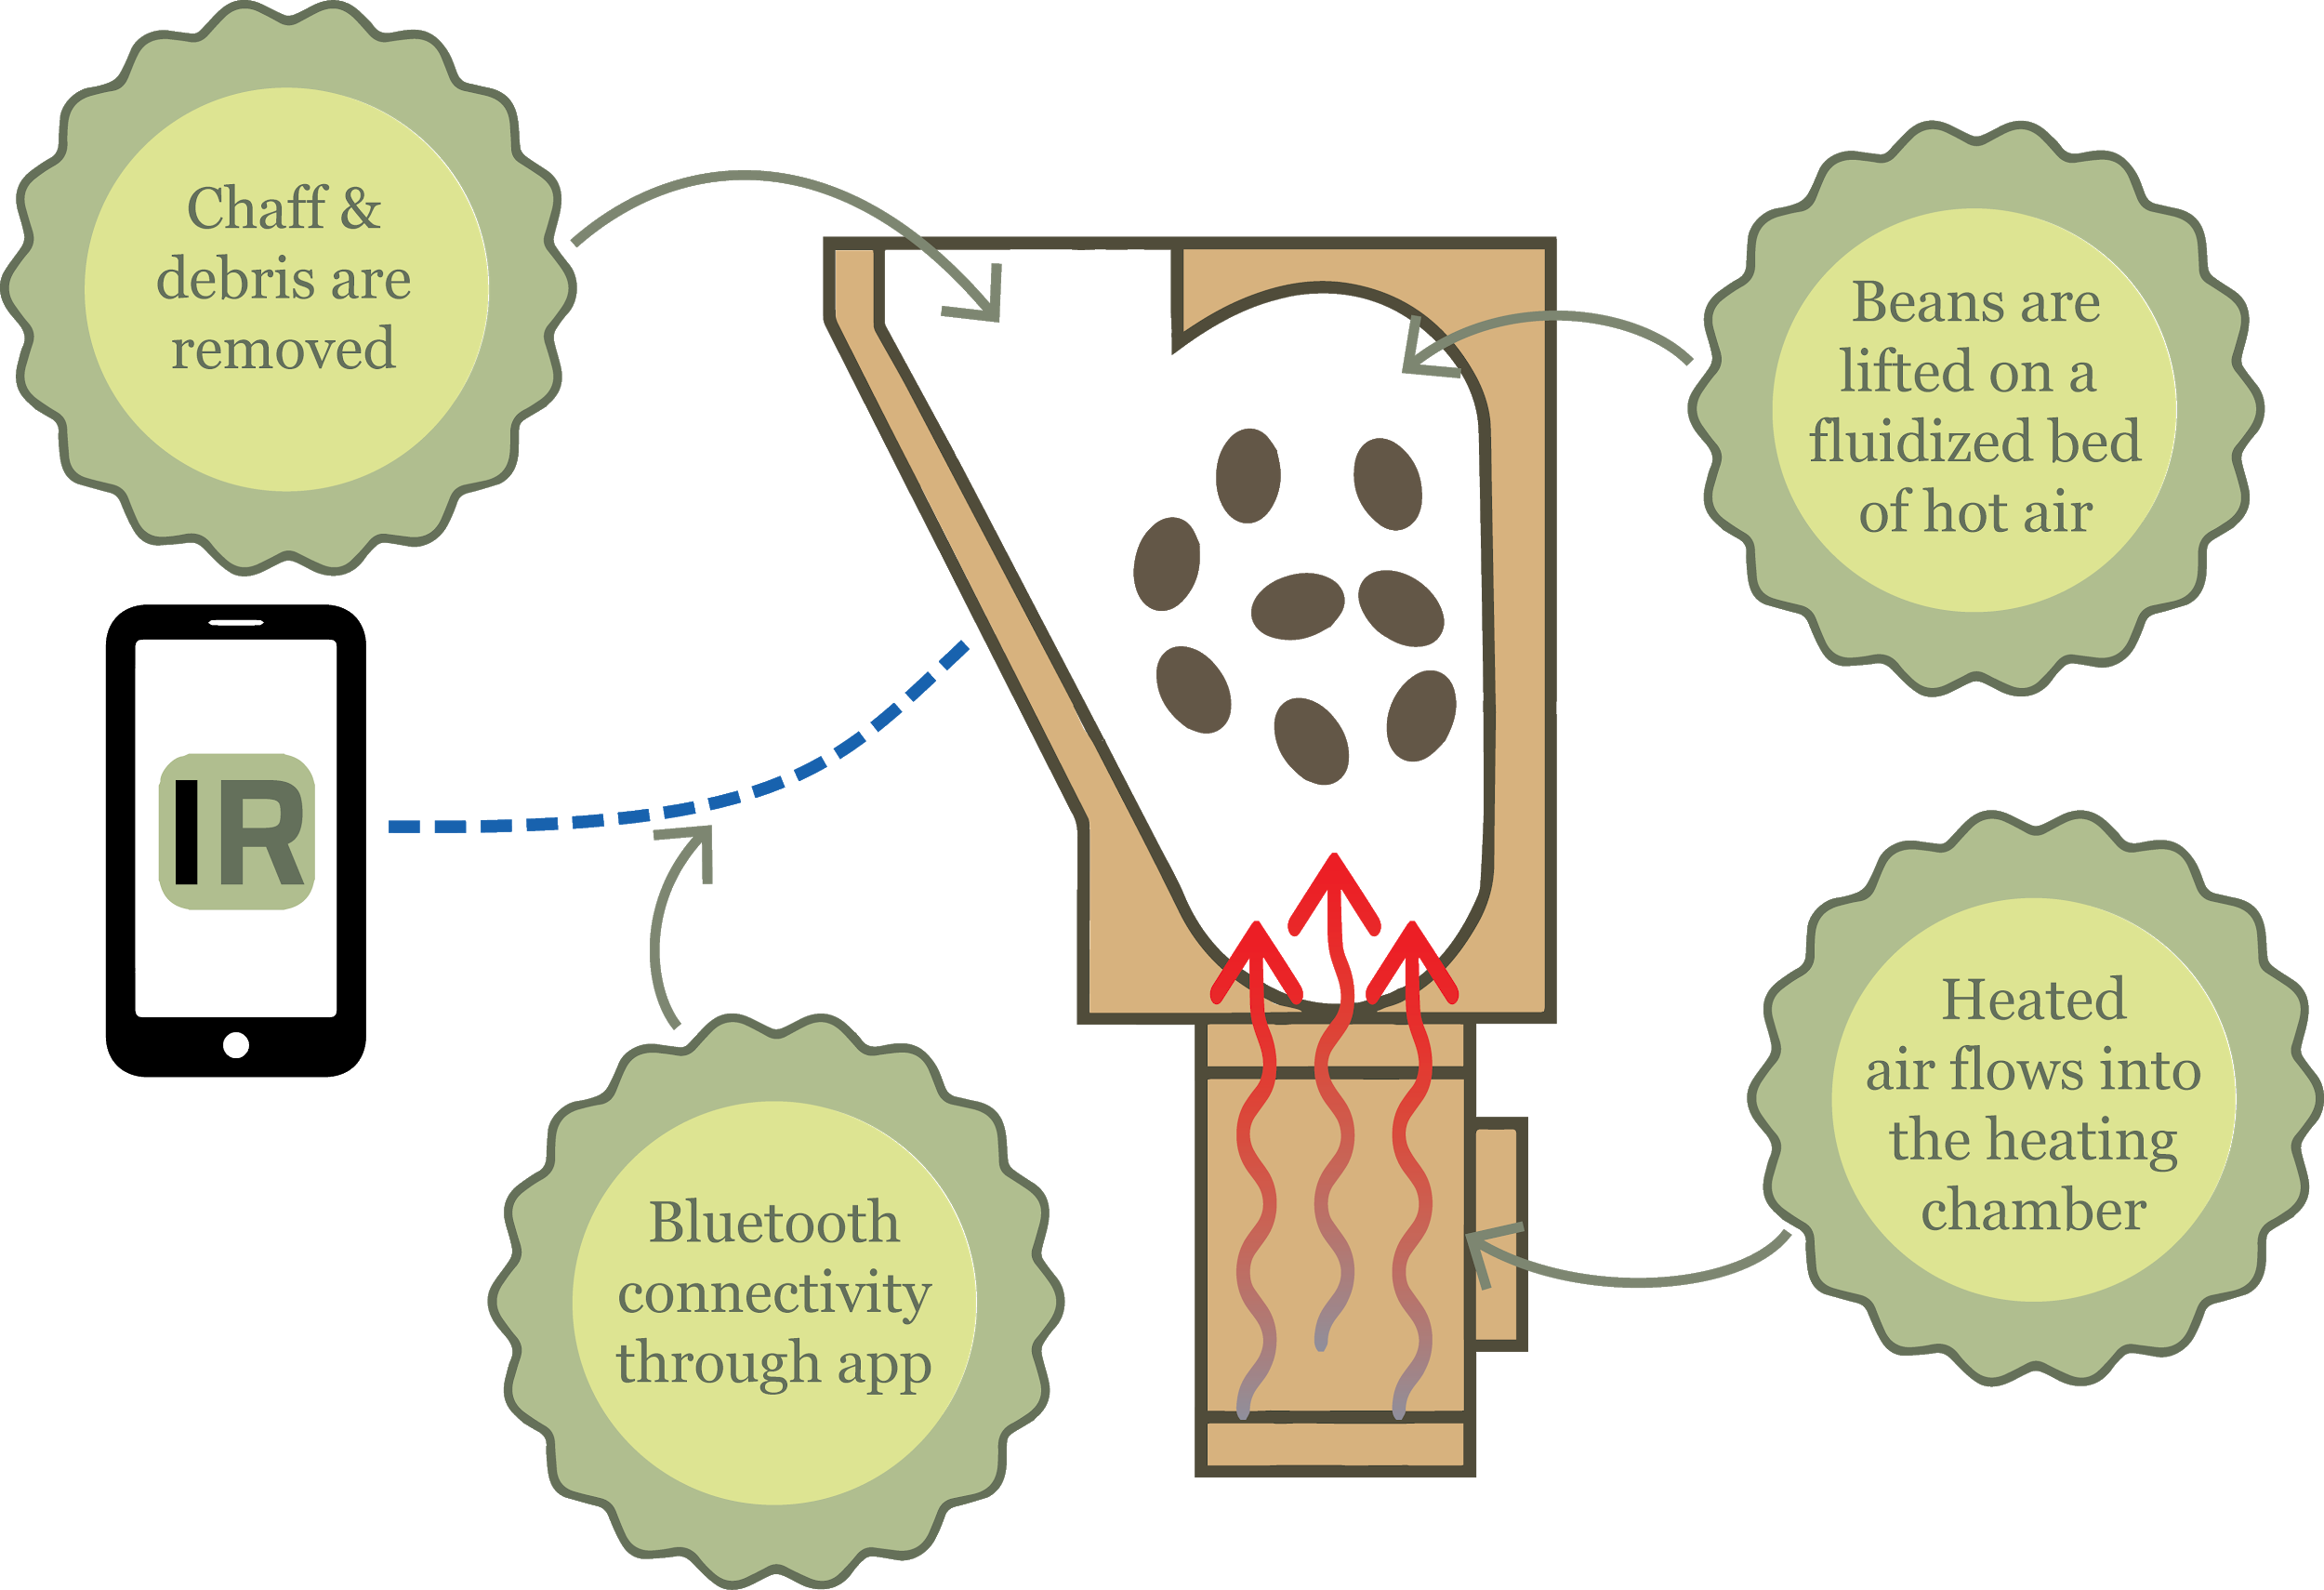 Chaff &
debris are
removed
Beans are
lifted on a
fluidized bed
of hot air
IR
Heated
air flows into
the heating
chamber
Bluetooth
connectivity
through app